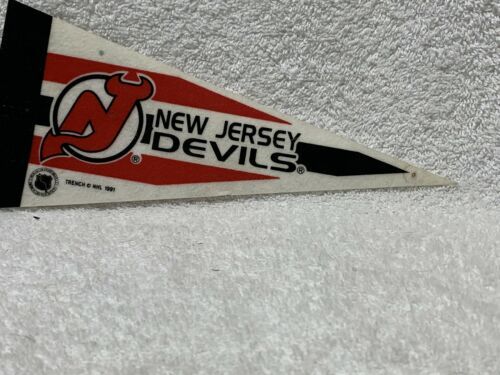 NEW JERSEY
DEVILS®
®
TRENCH © NHL 1991